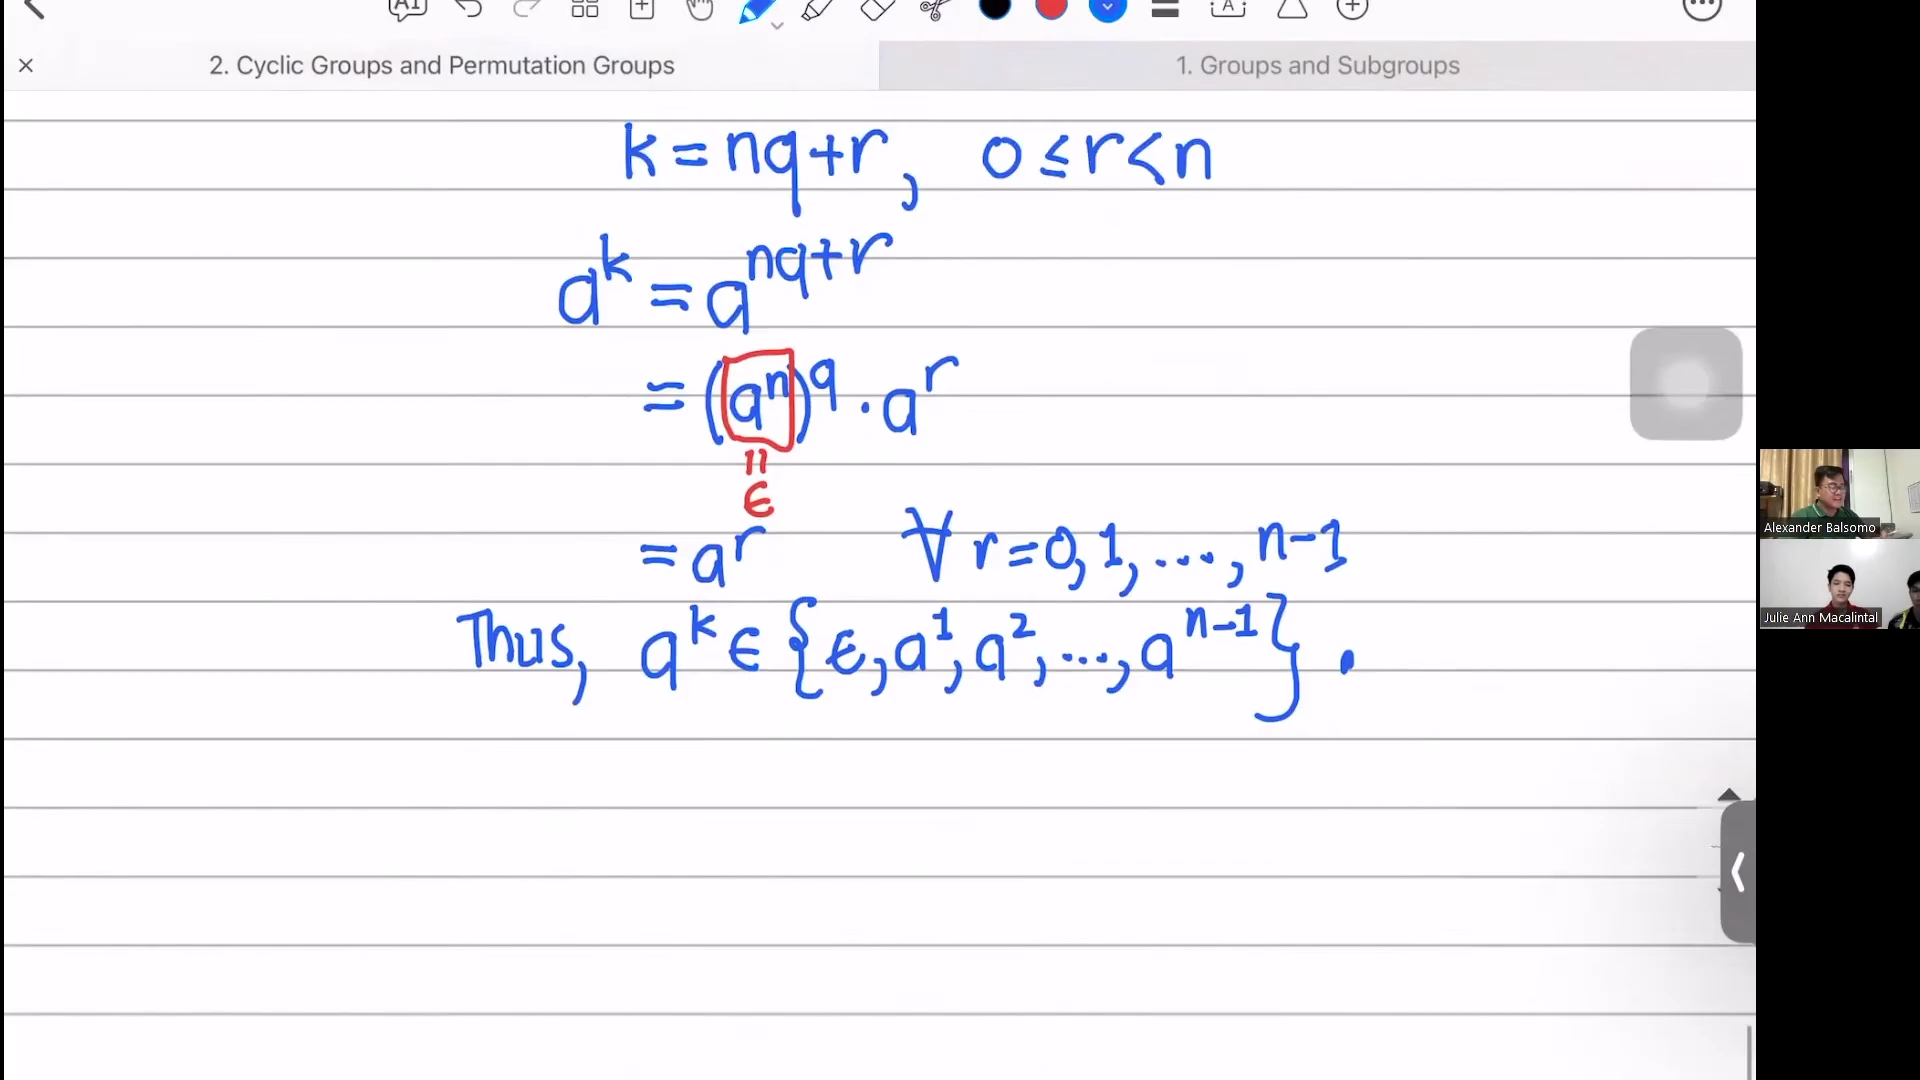 AI
A
2. Cyclic Groups and Permutation Groups
1. Groups and Subgroups
k = nq+r, 0 ≤ r < n
a^k = a^{nq+r}
= (a^n)^q · a^r
=
ϵ
= a^r ∀ r = 0, 1, ..., n-1
Thus, a^k ∈ {ϵ, a^1, a^2, ..., a^{n-1}}.
Alexander Balsomo
Julie Ann Macalintal